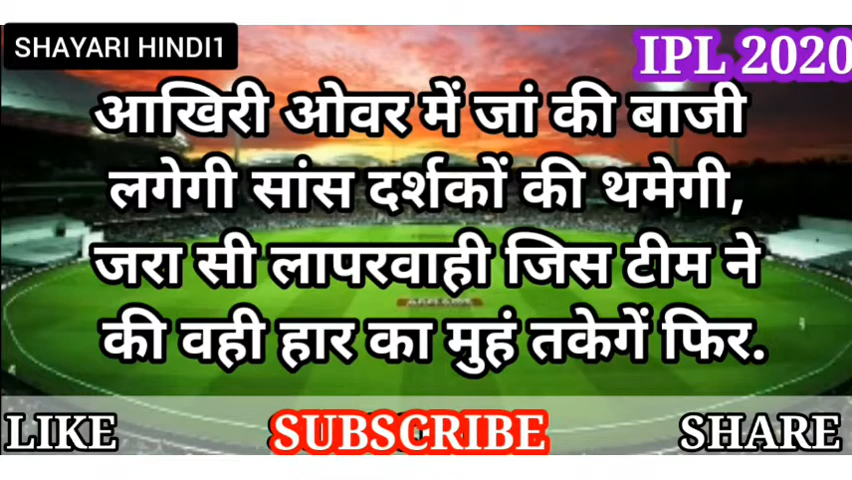 SHAYARI HINDI1
IPL 2020
आखिरी ओवर में जां की बाजी
लगेगी सांस दर्शकों की थमेगी,
जरा सी लापरवाही जिस टीम ने
की वही हार का मुहं तकेगें फिर.
LIKE
SUBSCRIBE
SHARE